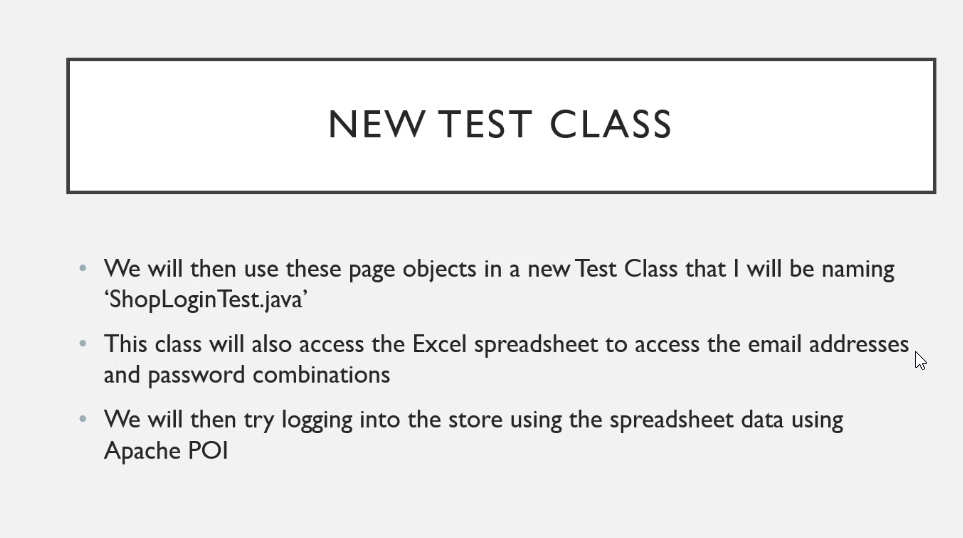 NEW TEST CLASS
• We will then use these page objects in a new Test Class that I will be naming
‘ShopLoginTest.java’
• This class will also access the Excel spreadsheet to access the email addresses
and password combinations
• We will then try logging into the store using the spreadsheet data using
Apache POI